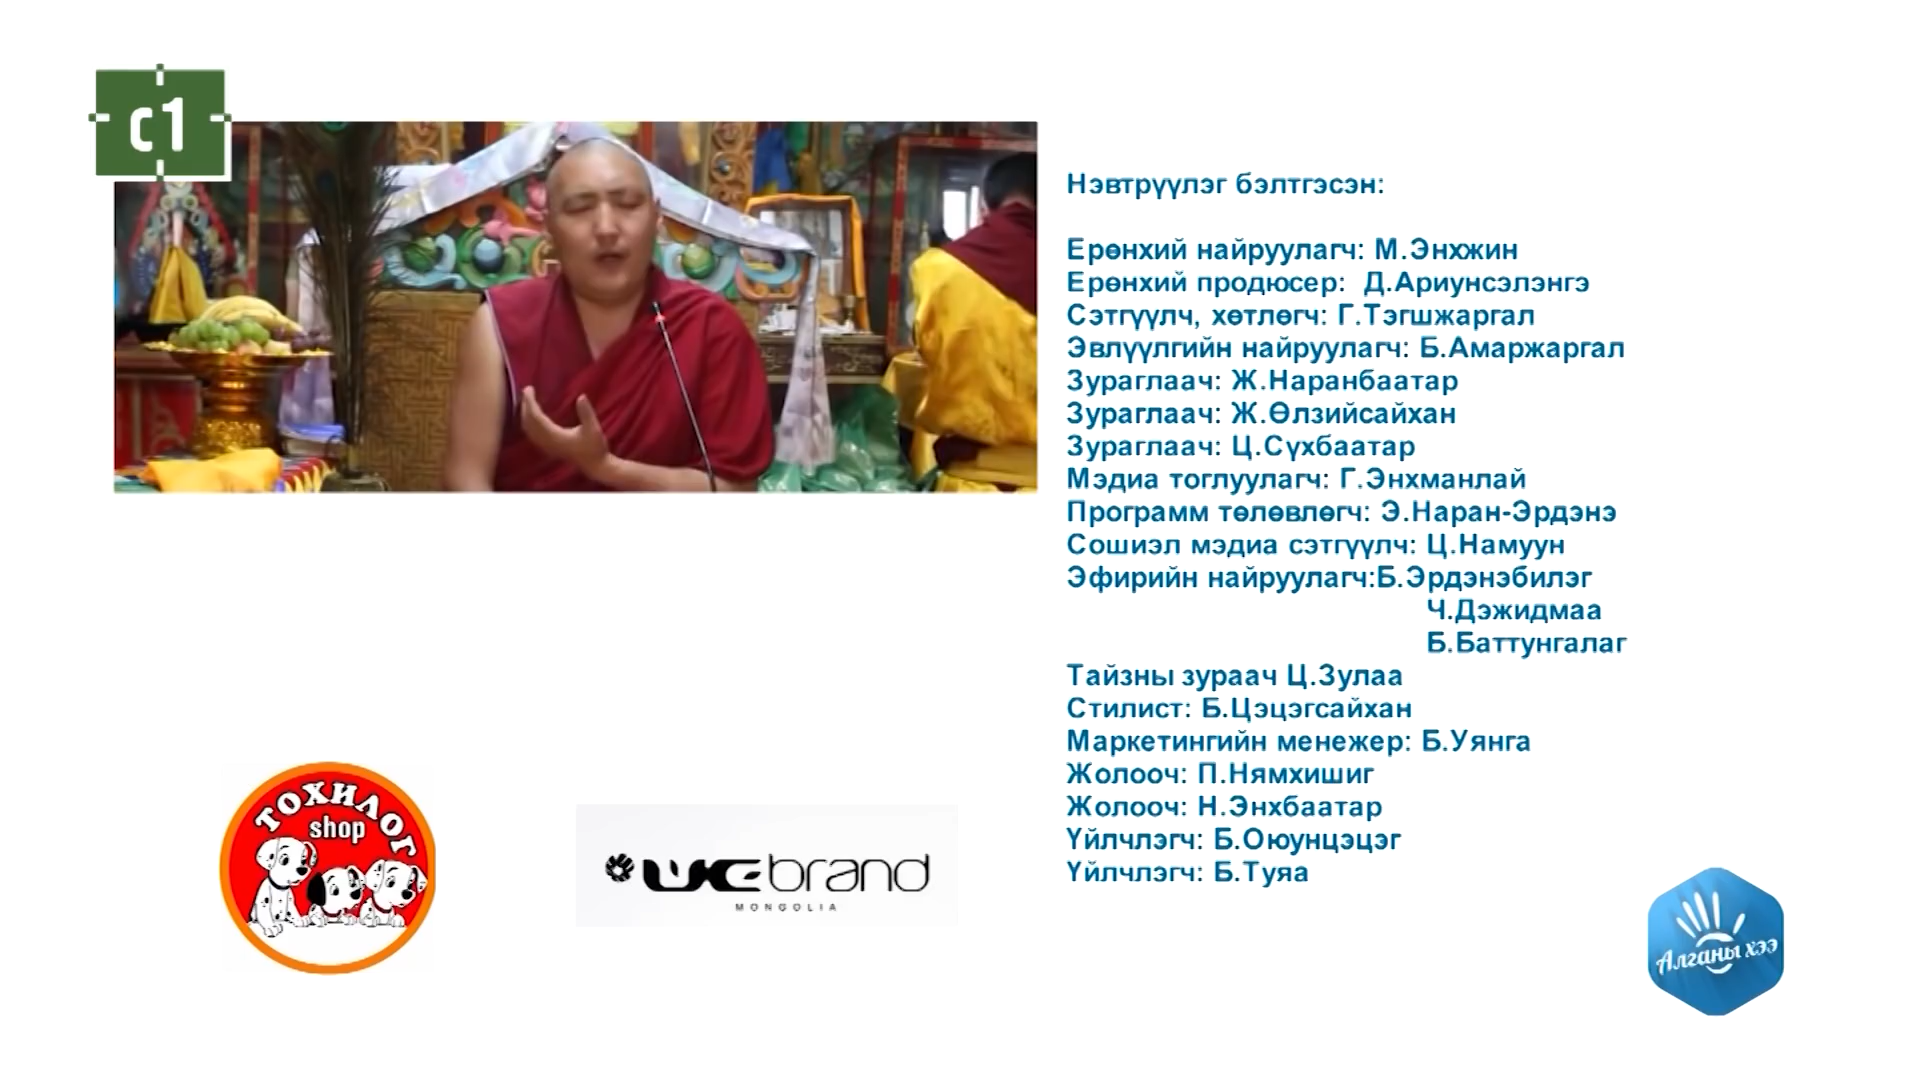 c1
Нэвтрүүлэг бэлтгэсэн:
Ерөнхий найруулагч: М.Энхжин
Ерөнхий продюсер: Д.Ариунсэлэнгэ
Сэтгүүлч, хөтлөгч: Г.Тэгшжаргал
Эвлүүлгийн найруулагч: Б.Амаржаргал
Зураглаач: Ж.Наранбаатар
Зураглаач: Ж.Өлзийсайхан
Зураглаач: Ц.Сүхбаатар
Мэдиа тоглуулагч: Г.Энхманлай
Программ төлөвлөгч: Э.Наран-Эрдэнэ
Сошиэл мэдиа сэтгүүлч: Ц.Намуун
Эфирийн найруулагч:Б.Эрдэнэбилэг
Ч.Дэжидмаа
Б.Баттунгалаг
Тайзны зураач Ц.Зулаа
Стилист: Б.Цэцэгсайхан
Маркетингийн менежер: Б.Уянга
Жолооч: П.Нямхишиг
Жолооч: Н.Энхбаатар
Үйлчлэгч: Б.Оюунцэцэг
Үйлчлэгч: Б.Туяа
ТОХИЛОГ
shop
brand
MONGOLIA
Алганы хээ